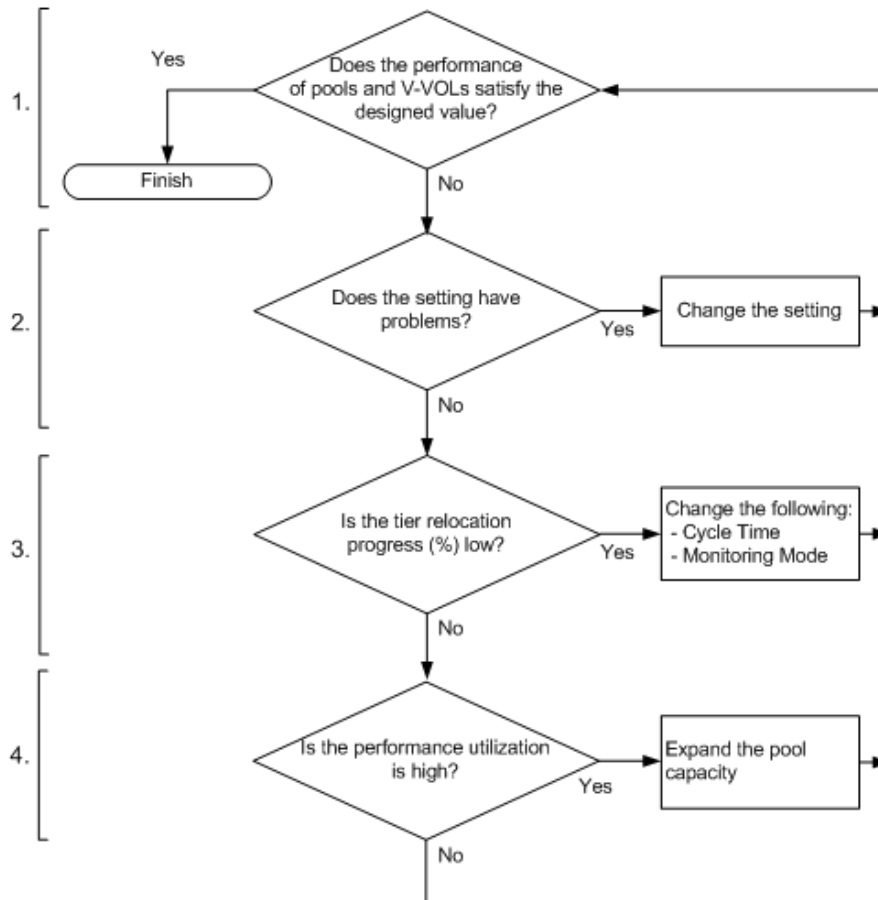 1.
Yes
Does the performance
of pools and V-VOLs satisfy the
designed value?
Finish
No
2.
Does the setting have
problems?
Yes
Change the setting
No
3.
Is the tier relocation
progress (%) low?
Yes
Change the following:
- Cycle Time
- Monitoring Mode
No
4.
Is the performance utilization
is high?
Yes
Expand the pool
capacity
No